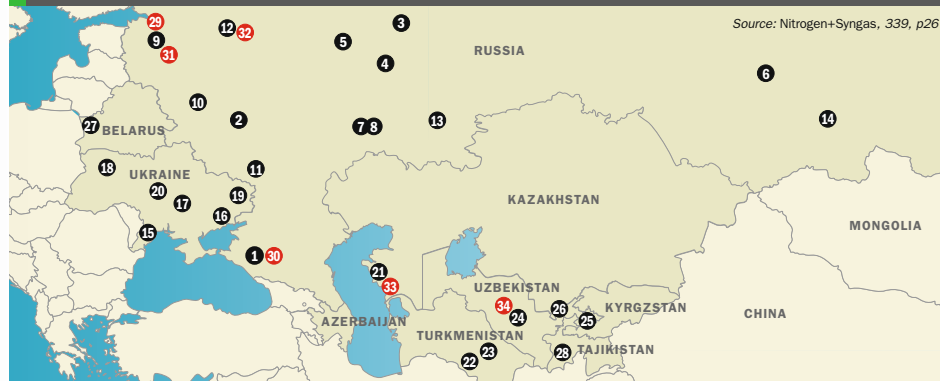 Source: Nitrogen+Syngas, 339, p26
29
12
32
3
9
5
31
4
RUSSIA
6
10
2
7
8
13
14
27
BELARUS
18
11
UKRAINE
20
19
17
KAZAKHSTAN
16
15
MONGOLIA
1
30
21
33
UZBEKISTAN
34
24
26
KYRGZSTAN
25
CHINA
AZERBAIJAN
TURKMENISTAN
23
22
28
TAJIKISTAN